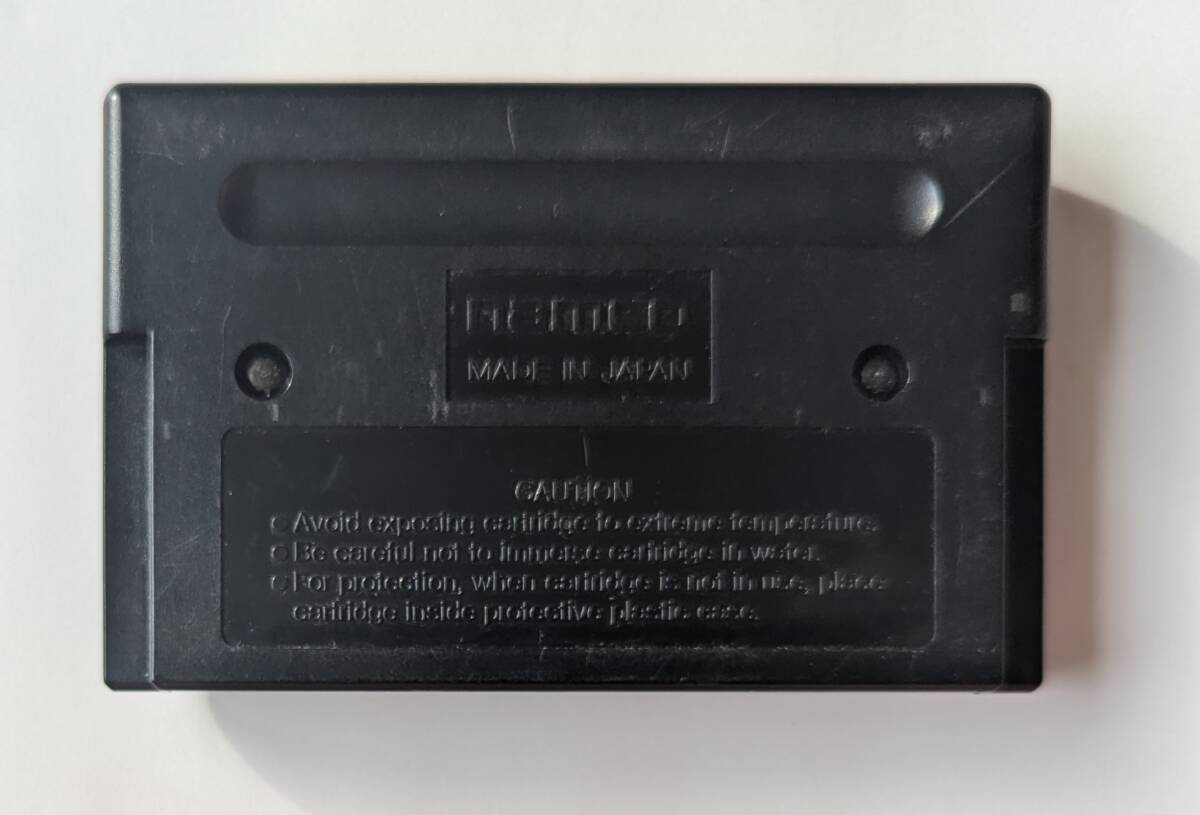 namco
MADE IN JAPAN
CAUTION
Avoid exposing cartridge to extreme temperature.
Be careful not to immerse cartridge in water.
For protection, when cartridge is not in use, place
cartridge inside protective plastic case.